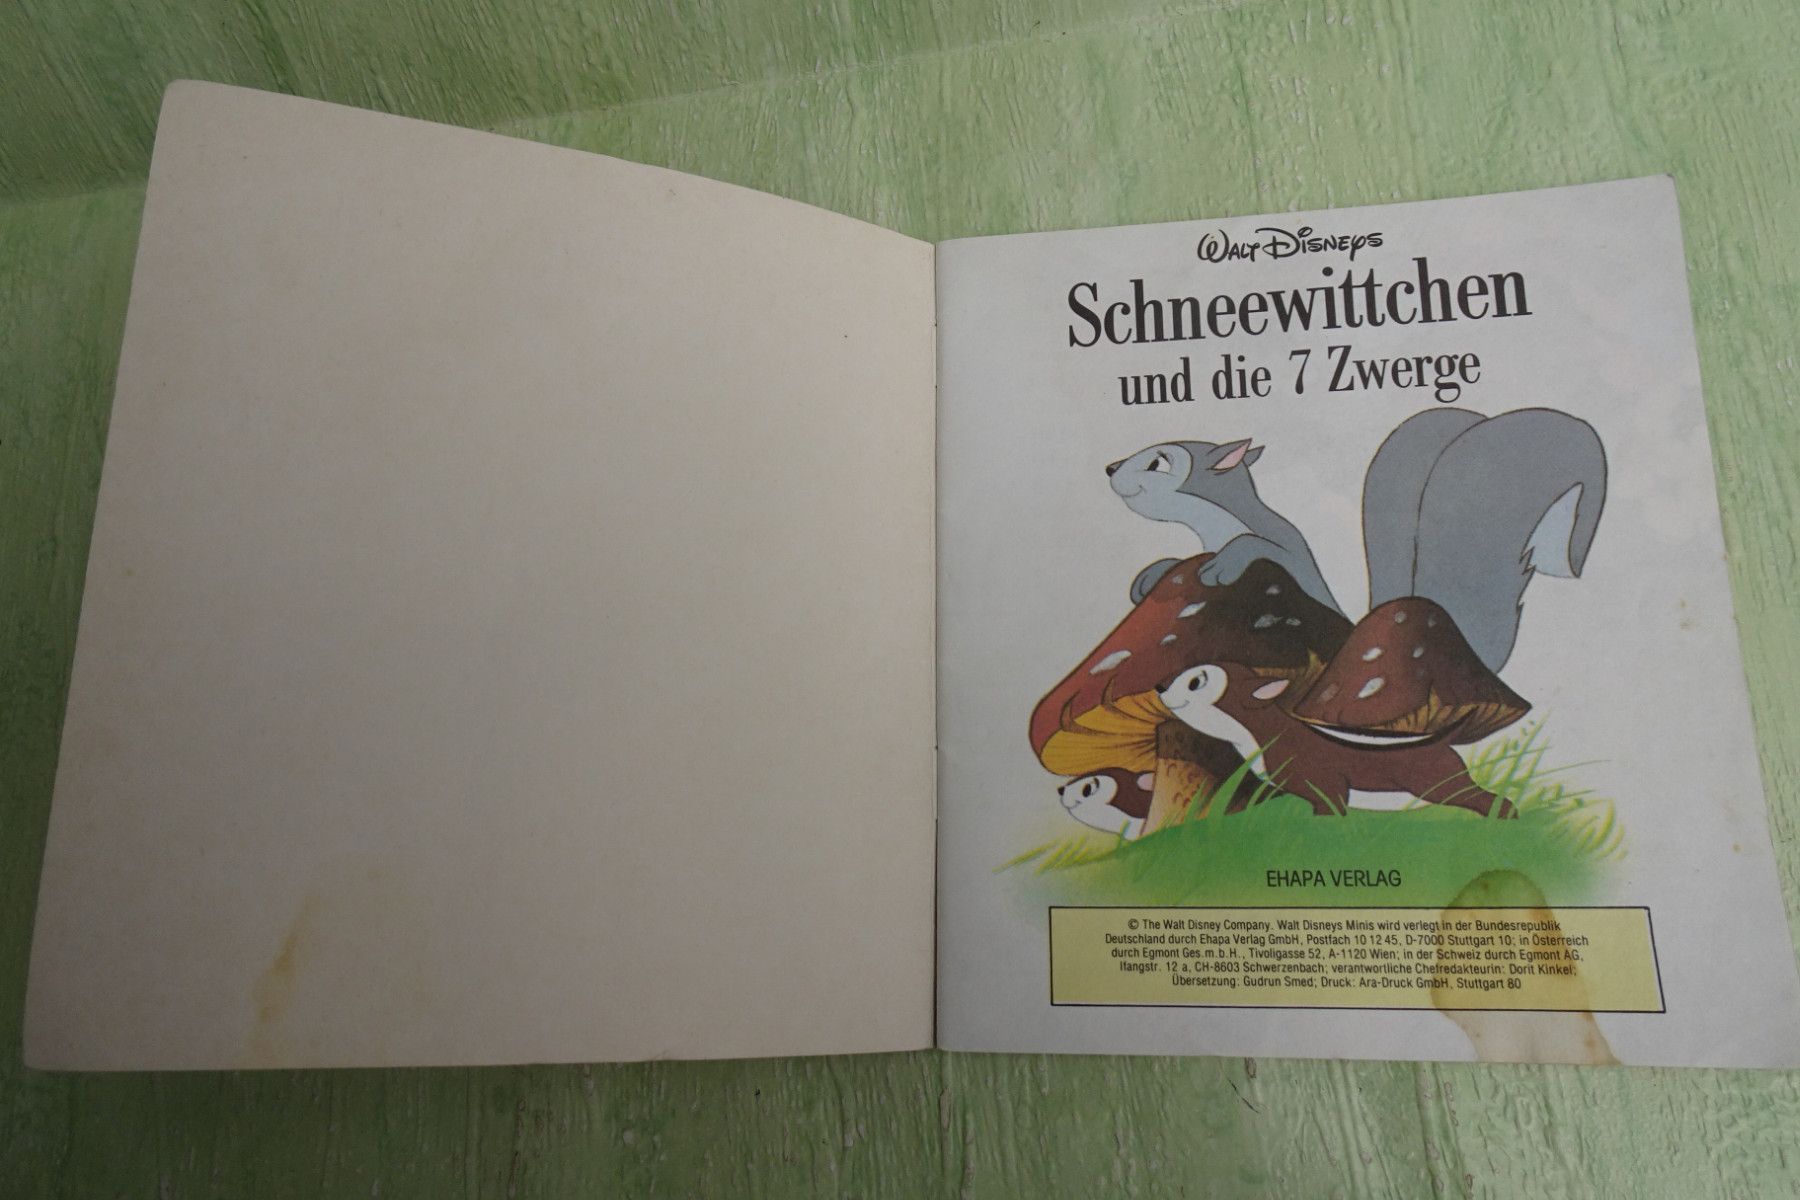 Walt Disneys
Schneewittchen
und die 7 Zwerge
EHAPA VERLAG
© The Walt Disney Company. Walt Disneys Minis wird verlegt in der Bundesrepublik
Deutschland durch Ehapa Verlag GmbH, Postfach 10 12 45, D-7000 Stuttgart 10; in Österreich
durch Egmont Ges.m.b.H., Tivoligasse 52, A-1120 Wien; in der Schweiz durch Egmont AG,
Ifangstr. 12 a, CH-8603 Schwerzenbach; verantwortliche Chefredakteurin: Dorit Kinkel;
Übersetzung: Gudrun Smed; Druck: Ara-Druck GmbH, Stuttgart 80